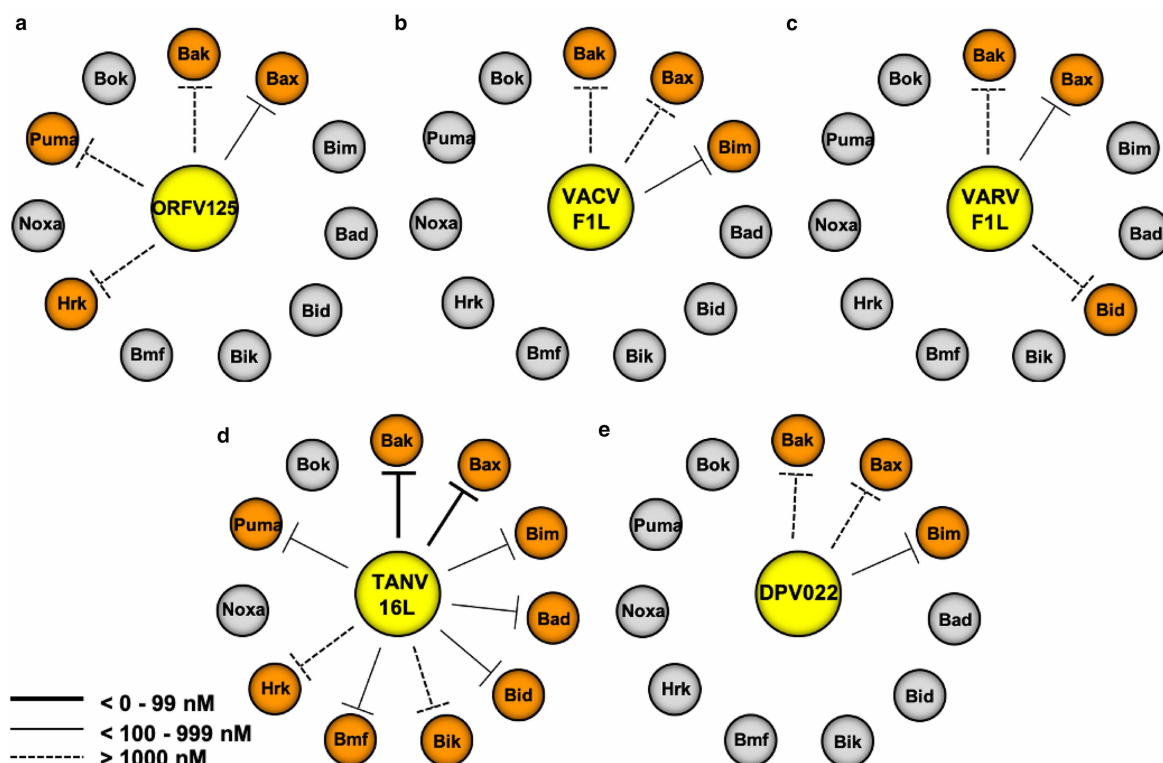 a
Bak
Bax
Bok
Bim
Puma
ORFV125
Noxa
Bad
Hrk
Bid
Bmf
Bik
b
Bak
Bax
Bok
Bim
Puma
VACV
F1L
Noxa
Bad
Hrk
Bid
Bmf
Bik
c
Bak
Bax
Bok
Bim
Puma
VARV
F1L
Noxa
Bad
Hrk
Bid
Bmf
Bik
d
Bak
Bax
Bok
Bim
Puma
TANV
16L
Noxa
Bad
Hrk
Bid
Bmf
Bik
e
Bak
Bax
Bok
Bim
Puma
DPV022
Noxa
Bad
Hrk
Bid
Bmf
Bik
< 0 - 99 nM
< 100 - 999 nM
> 1000 nM